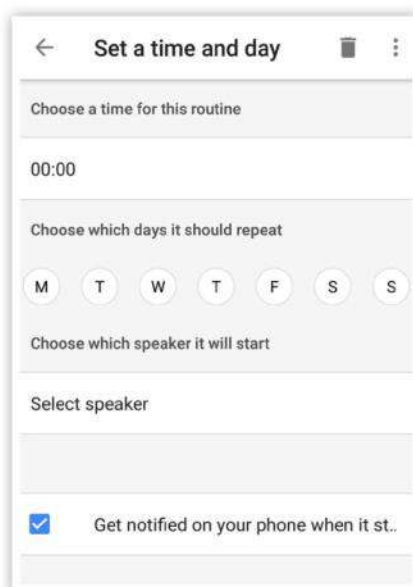 Set a time and day
Choose a time for this routine
00:00
Choose which days it should repeat
M T W T F S S
Choose which speaker it will start
Select speaker
Get notified on your phone when it st..